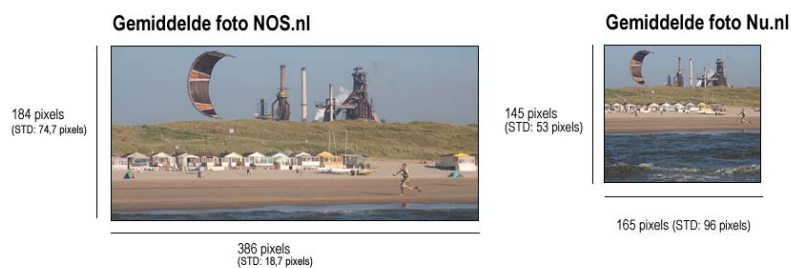 Gemiddelde foto NOS.nl
184 pixels
(STD: 74,7 pixels)
386 pixels
(STD: 18,7 pixels)
Gemiddelde foto Nu.nl
145 pixels
(STD: 53 pixels)
165 pixels (STD: 96 pixels)